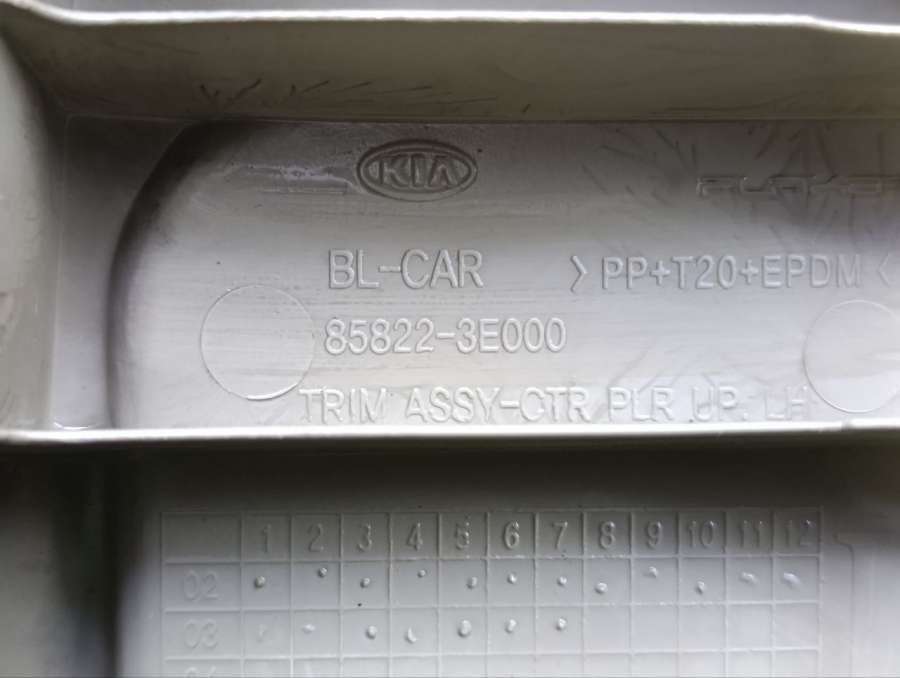 KIA
BL-CAR
>PP+T20+EPDM<
85822-3E000
TRIM ASSY-CTR PLR UP, LH
1 2 3 4 5 6 7 8 9 10 11 12
02
03